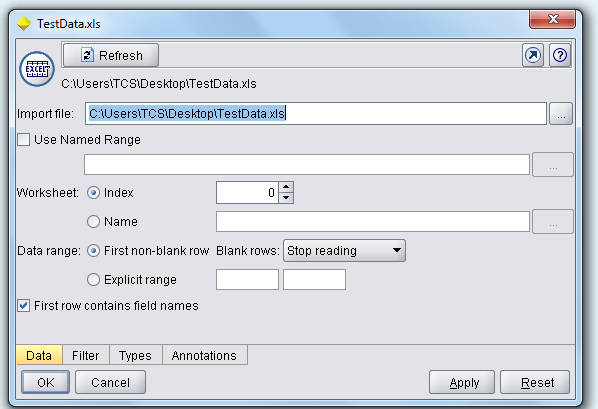 TestData.xls
EXCEL
Refresh
?
C:\Users\TCS\Desktop\TestData.xls
Import file: C:\Users\TCS\Desktop\TestData.xls ...
Use Named Range
...
Worksheet: Index 0
Name ...
Data range: First non-blank row Blank rows: Stop reading
Explicit range
First row contains field names
Data Filter Types Annotations
OK Cancel Apply Reset